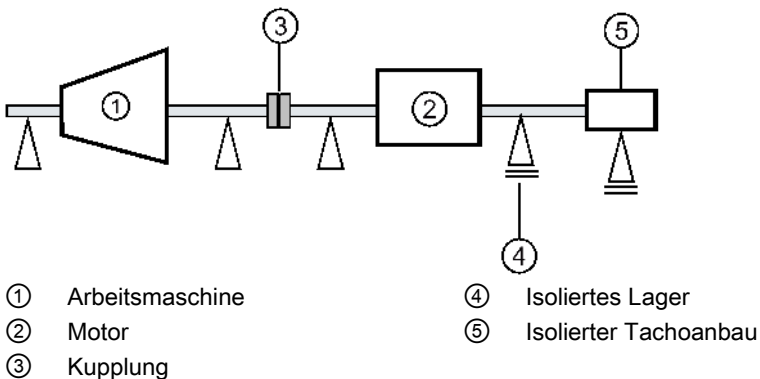 ③
⑤
①
②
④
① Arbeitsmaschine
② Motor
③ Kupplung
④ Isoliertes Lager
⑤ Isolierter Tachoanbau